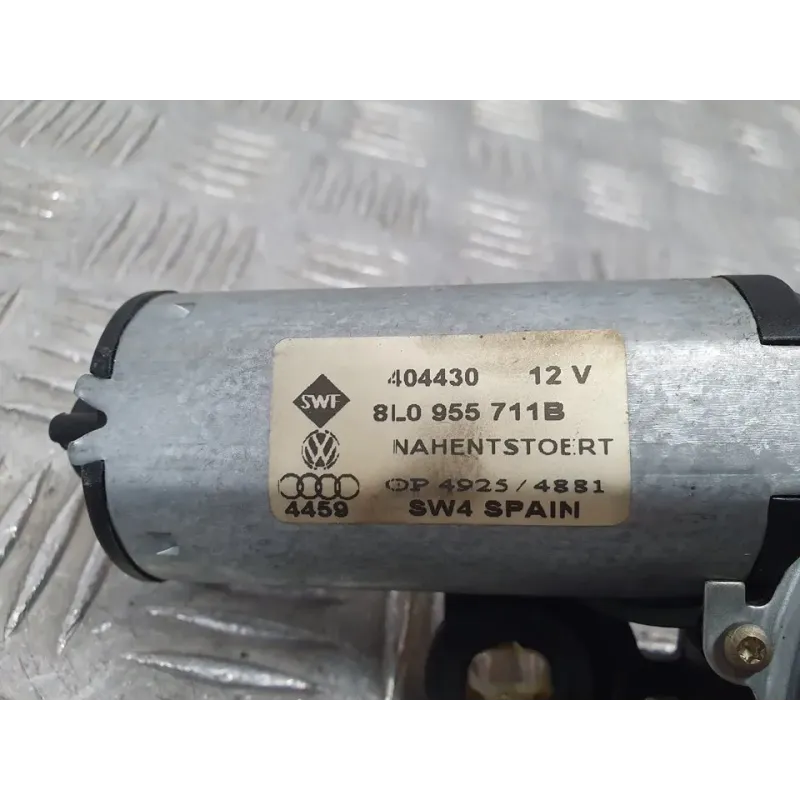 404430 12 V
SWF 8L0 955 711B
NAHENTSTOERT
OP 4925/4881
4459 SW4 SPAIN